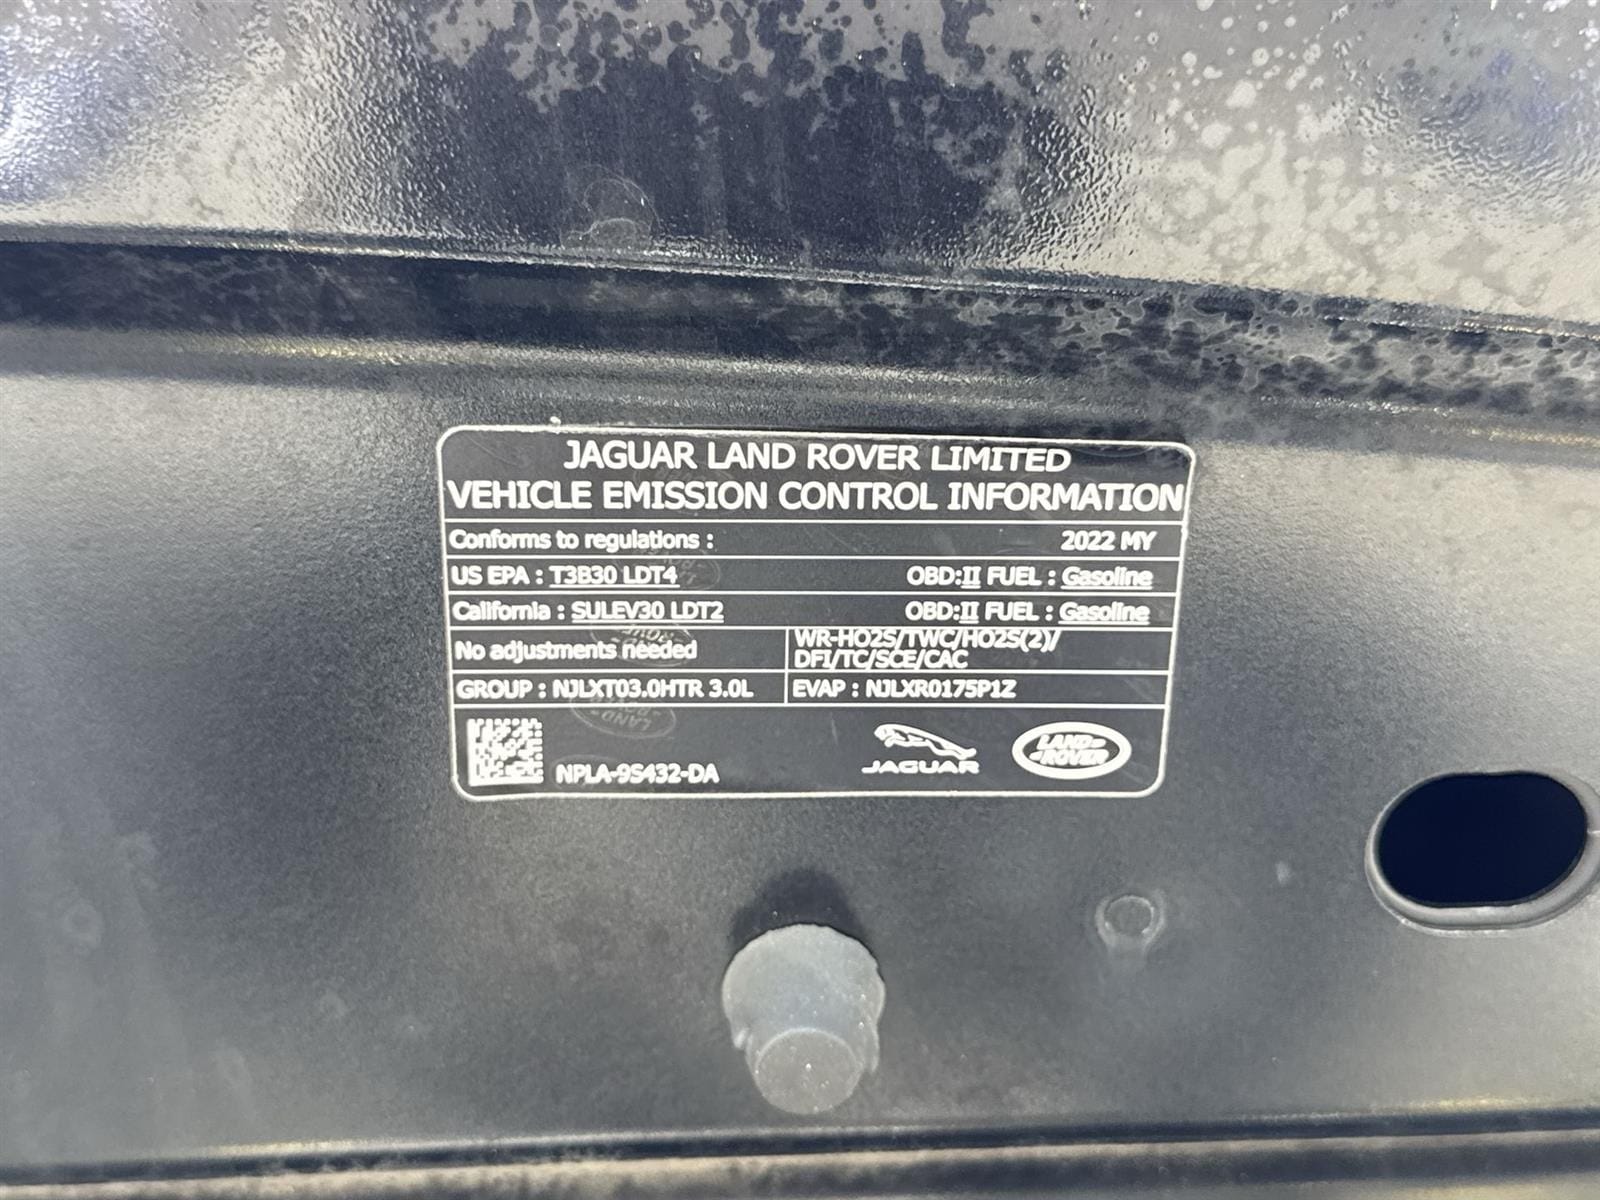 JAGUAR LAND ROVER LIMITED
VEHICLE EMISSION CONTROL INFORMATION
Conforms to regulations : 2022 MY
US EPA : T3B30 LDT4 OBD:II FUEL : Gasoline
California : SULEV30 LDT2 OBD:II FUEL : Gasoline
No adjustments needed
WR-HO2S/TWC/HO2S(2)/
DFI/TC/SCE/CAC
GROUP : NJLXT03.0HTR 3.0L EVAP : NJLXR0175P1Z
NPLA-9S432-DA
JAGUAR
LAND-
-ROVER